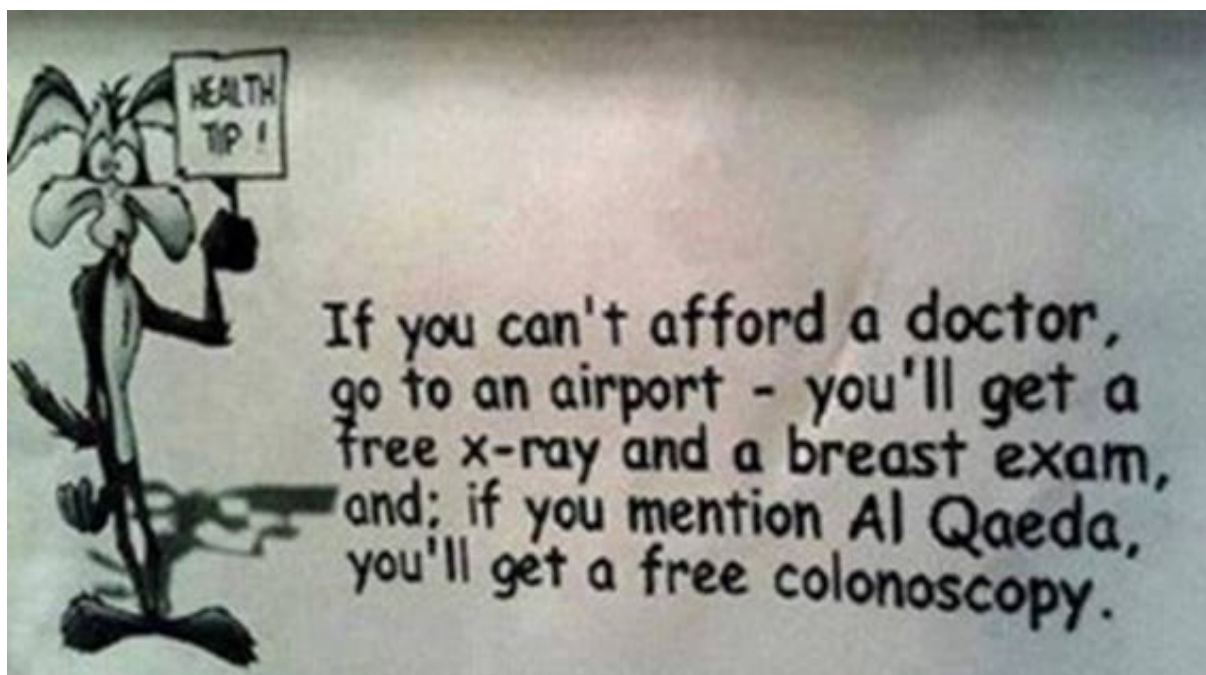 HEALTH
TIP !
If you can't afford a doctor,
go to an airport - you'll get a
free x-ray and a breast exam,
and; if you mention Al Qaeda,
you'll get a free colonoscopy.